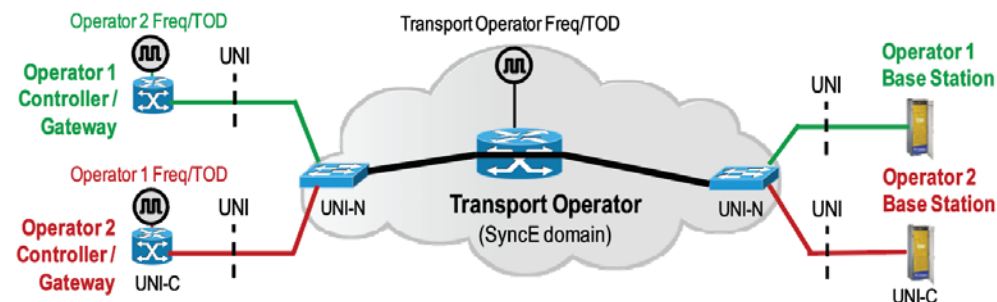 Operator 2 Freq/TOD
Operator 1
Controller /
Gateway
UNI
Transport Operator Freq/TOD
UNI
Operator 1
Base Station
Operator 1 Freq/TOD
Operator 2
Controller /
Gateway
UNI
UNI-C
UNI-N
Transport Operator
(SyncE domain)
UNI-N
UNI
Operator 2
Base Station
UNI-C